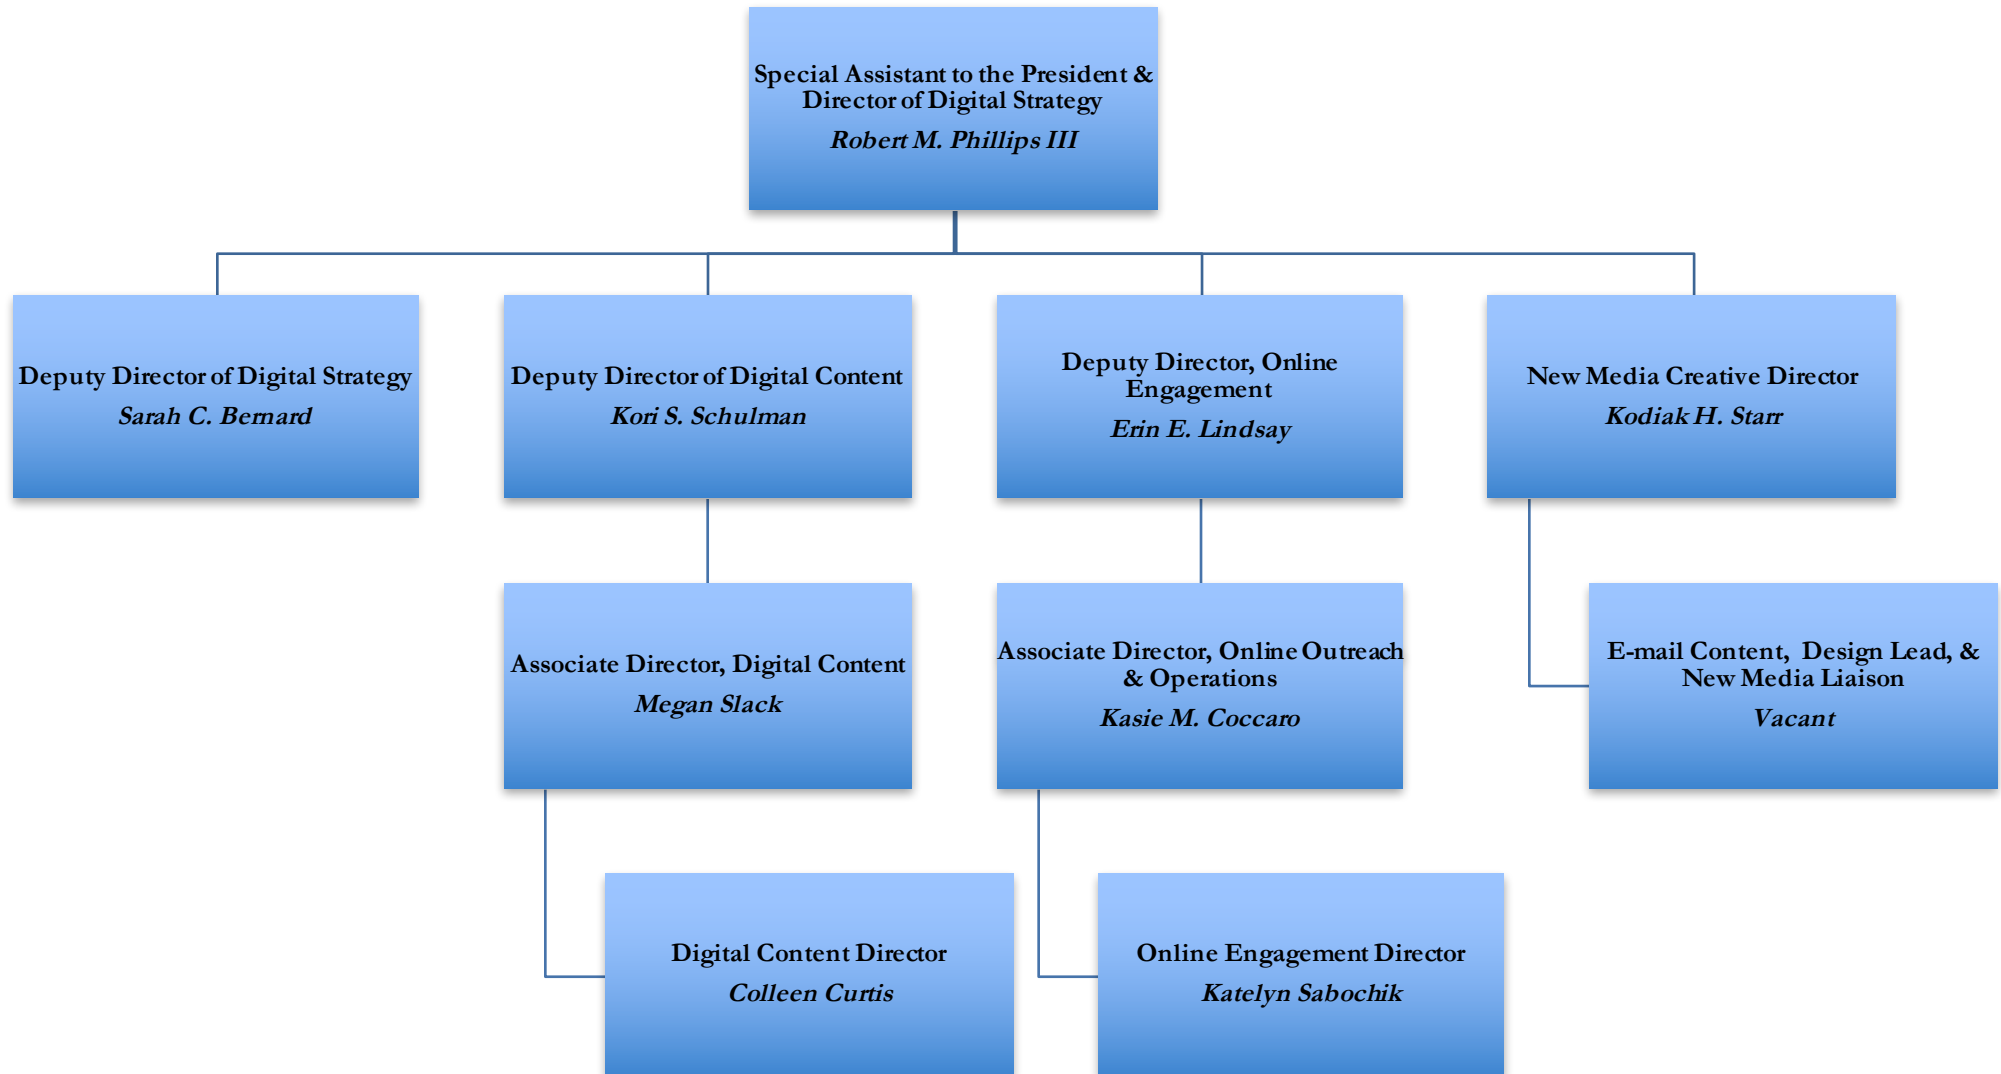 Special Assistant to the President &
Director of Digital Strategy
Robert M. Phillips III
Deputy Director of Digital Strategy
Sarah C. Bernard
Deputy Director of Digital Content
Kori S. Schulman
Deputy Director, Online
Engagement
Erin E. Lindsay
New Media Creative Director
Kodiak H. Starr
Associate Director, Digital Content
Megan Slack
Associate Director, Online Outreach
& Operations
Kasie M. Coccaro
E-mail Content, Design Lead, &
New Media Liaison
Vacant
Digital Content Director
Colleen Curtis
Online Engagement Director
Katelyn Sabochik